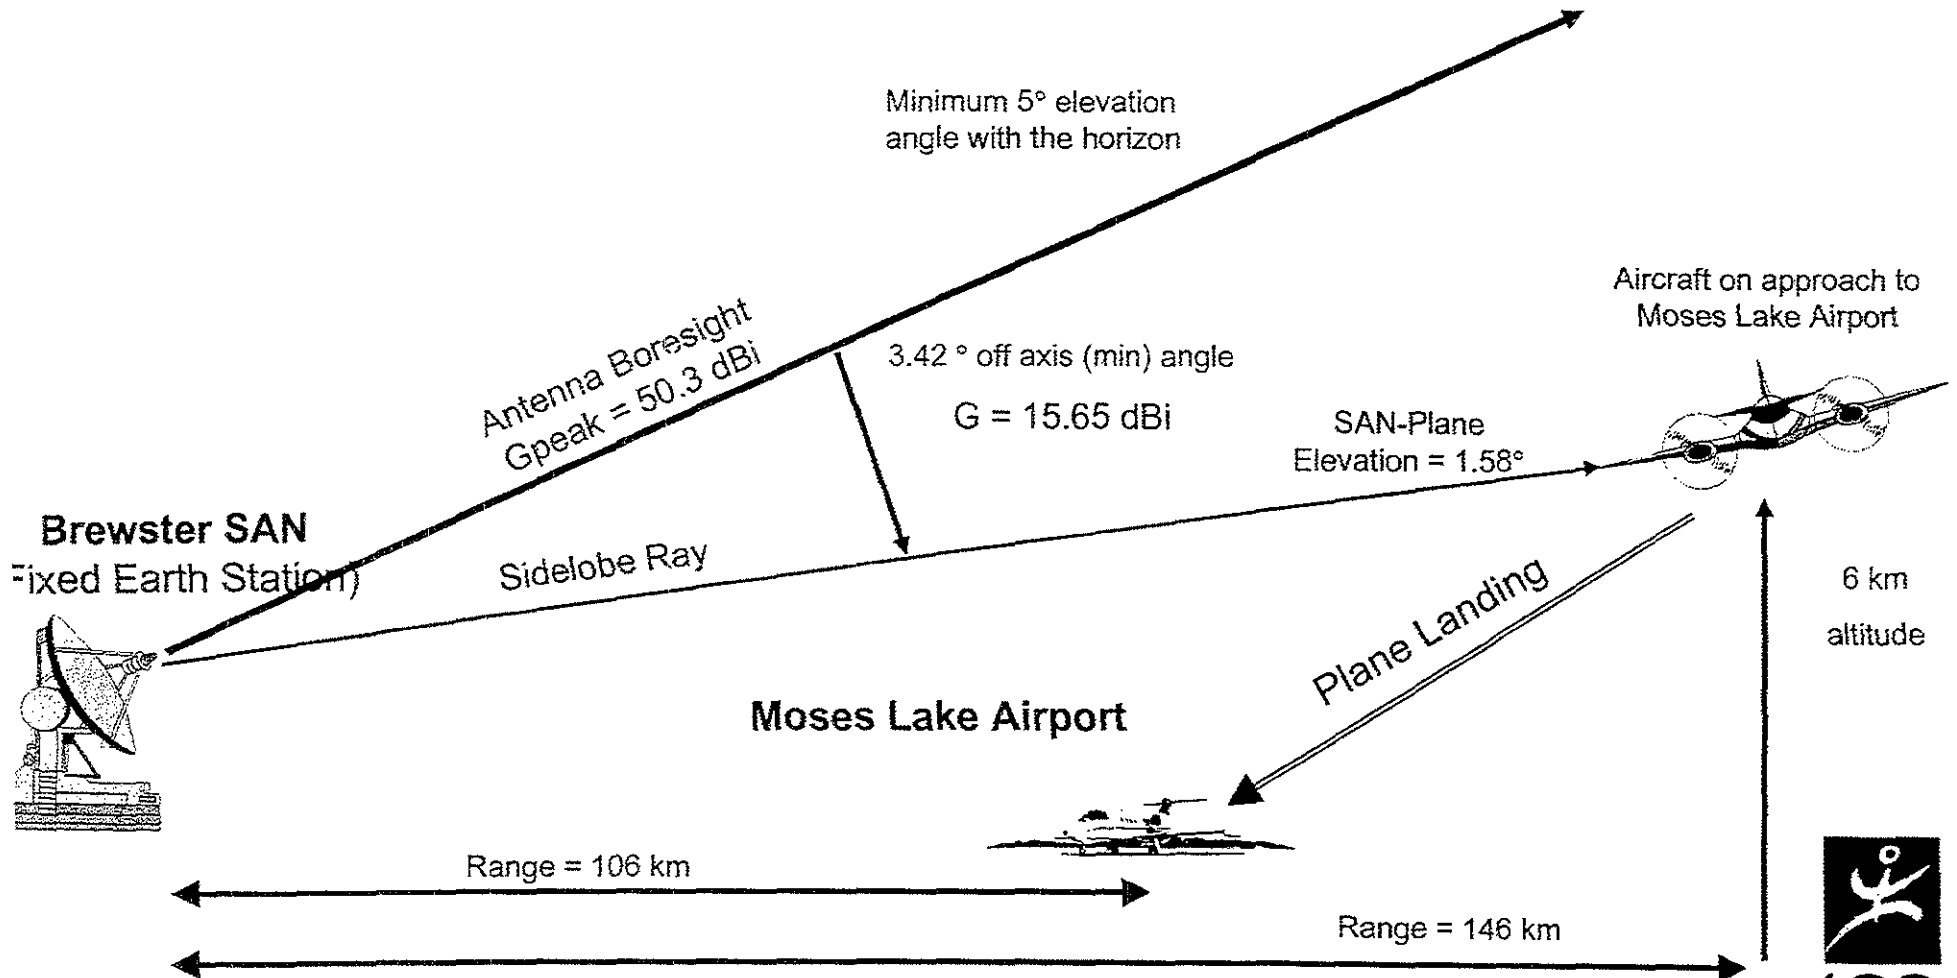 Minimum 5° elevation
angle with the horizon
Aircraft on approach to
Moses Lake Airport
Antenna Boresight
Gpeak = 50.3 dBi
3.42 ° off axis (min) angle
G = 15.65 dBi
SAN-Plane
Elevation = 1.58°
Brewster SAN
Fixed Earth Station)
Sidelobe Ray
6 km
altitude
Plane Landing
Moses Lake Airport
Range = 106 km
Range = 146 km